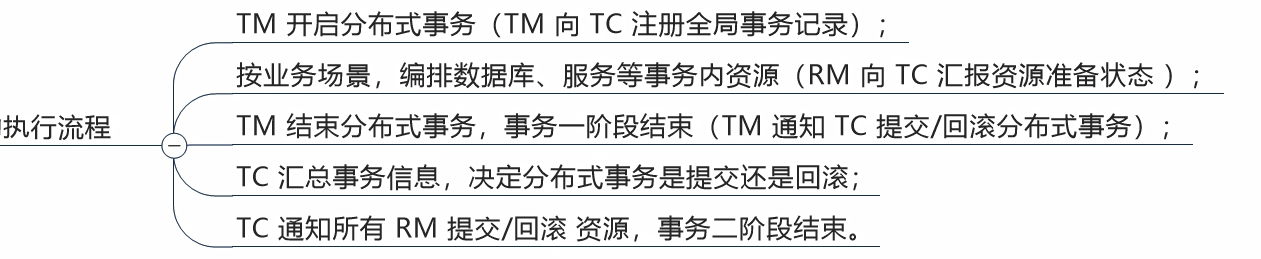 TM 开启分布式事务（TM 向 TC 注册全局事务记录）；
按业务场景，编排数据库、服务等事务内资源（RM 向 TC 汇报资源准备状态 ）；
执行流程
TM 结束分布式事务，事务一阶段结束（TM 通知 TC 提交/回滚分布式事务）；
TC 汇总事务信息，决定分布式事务是提交还是回滚；
TC 通知所有 RM 提交/回滚 资源，事务二阶段结束。